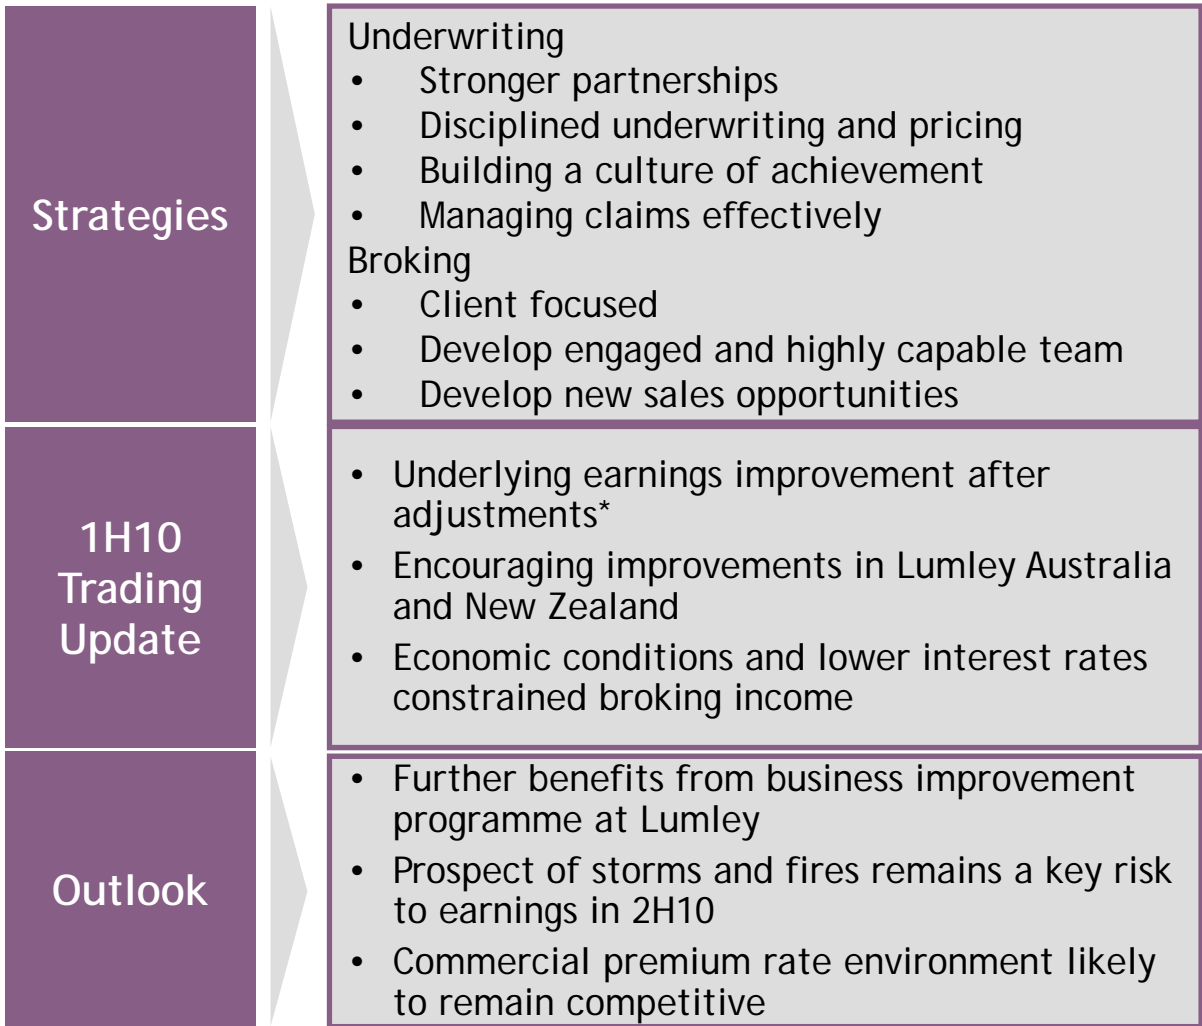 Strategies
Underwriting
• Stronger partnerships
• Disciplined underwriting and pricing
• Building a culture of achievement
• Managing claims effectively
Broking
• Client focused
• Develop engaged and highly capable team
• Develop new sales opportunities
1H10
Trading
Update
• Underlying earnings improvement after
adjustments*
• Encouraging improvements in Lumley Australia
and New Zealand
• Economic conditions and lower interest rates
constrained broking income
Outlook
• Further benefits from business improvement
programme at Lumley
• Prospect of storms and fires remains a key risk
to earnings in 2H10
• Commercial premium rate environment likely
to remain competitive